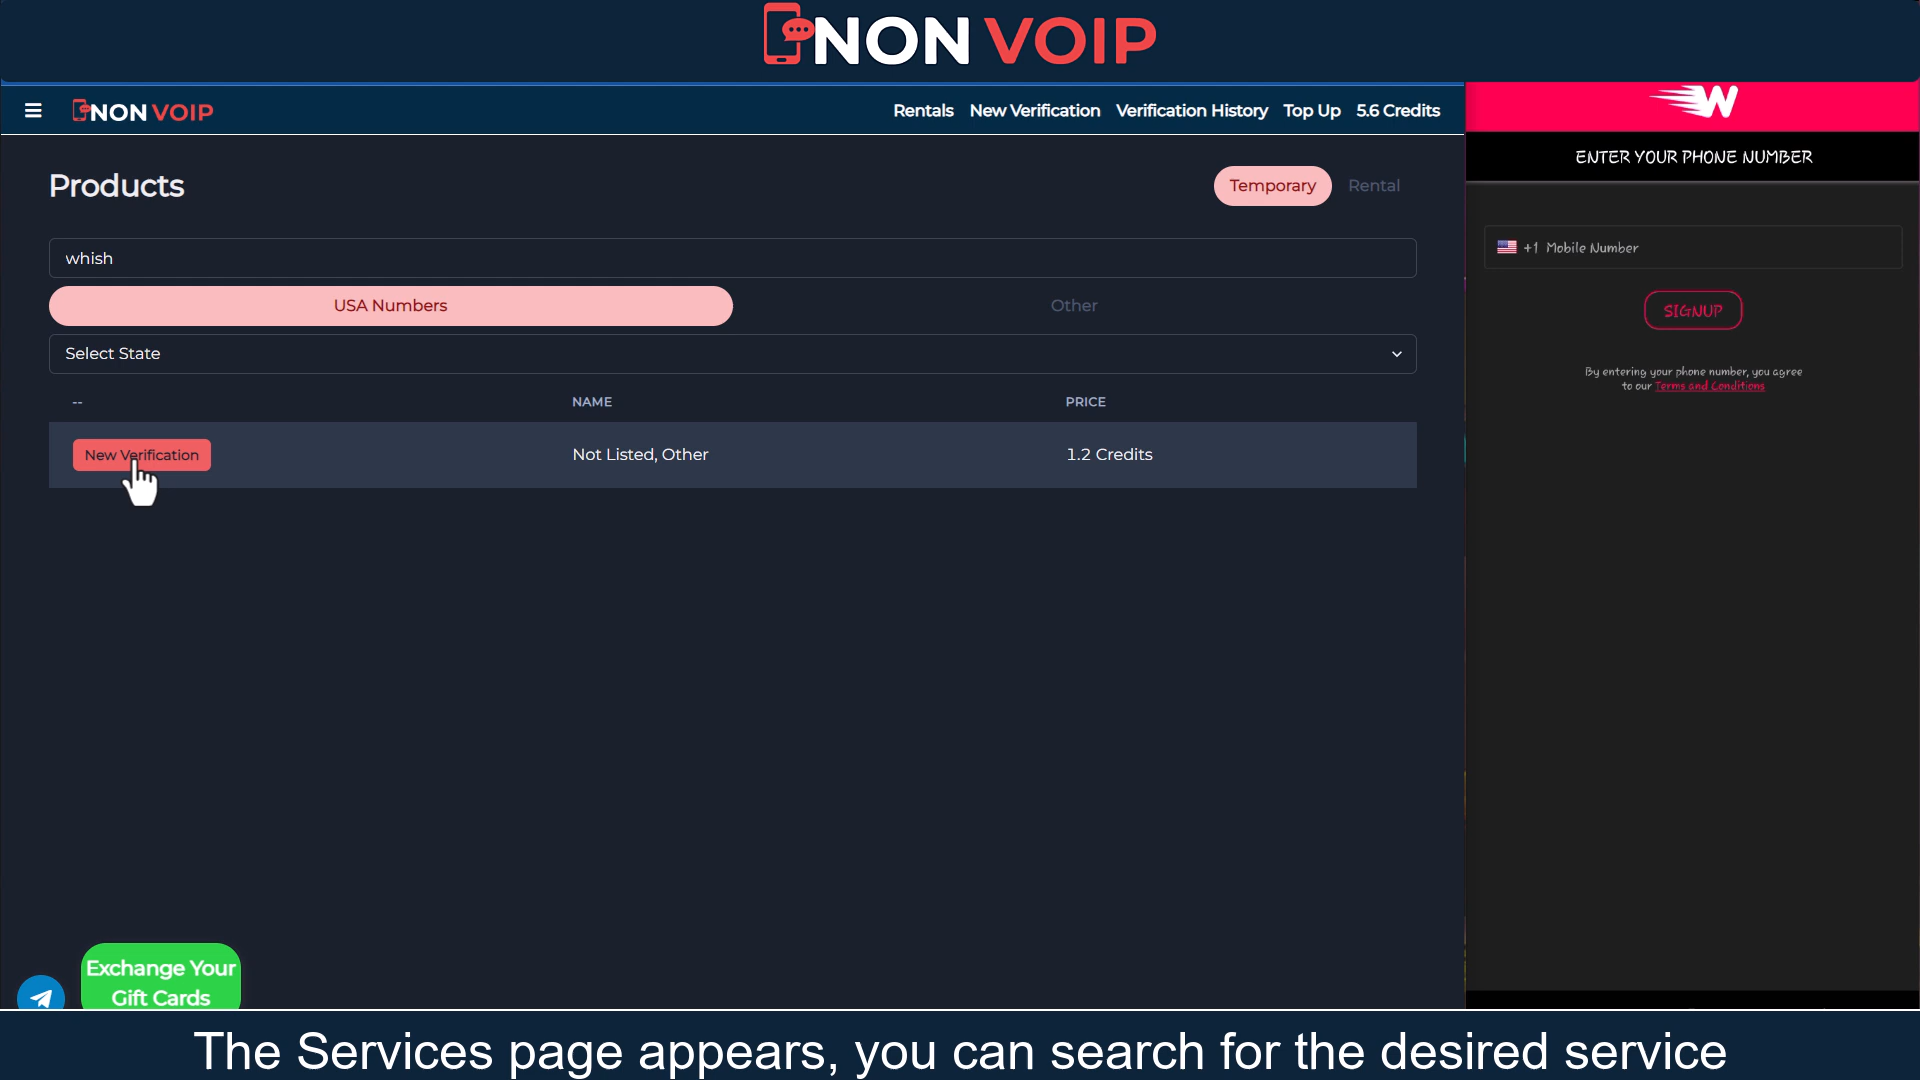 NON VOIP
NON VOIP
Rentals New Verification Verification History Top Up 5.6 Credits
W
ENTER YOUR PHONE NUMBER
Products
Temporary Rental
+1 Mobile Number
whish
USA Numbers Other
SIGNUP
Select State
By entering your phone number, you agree
to our Terms and Conditions
-- NAME PRICE
New Verification Not Listed, Other 1.2 Credits
Exchange Your
Gift Cards
The Services page appears, you can search for the desired service